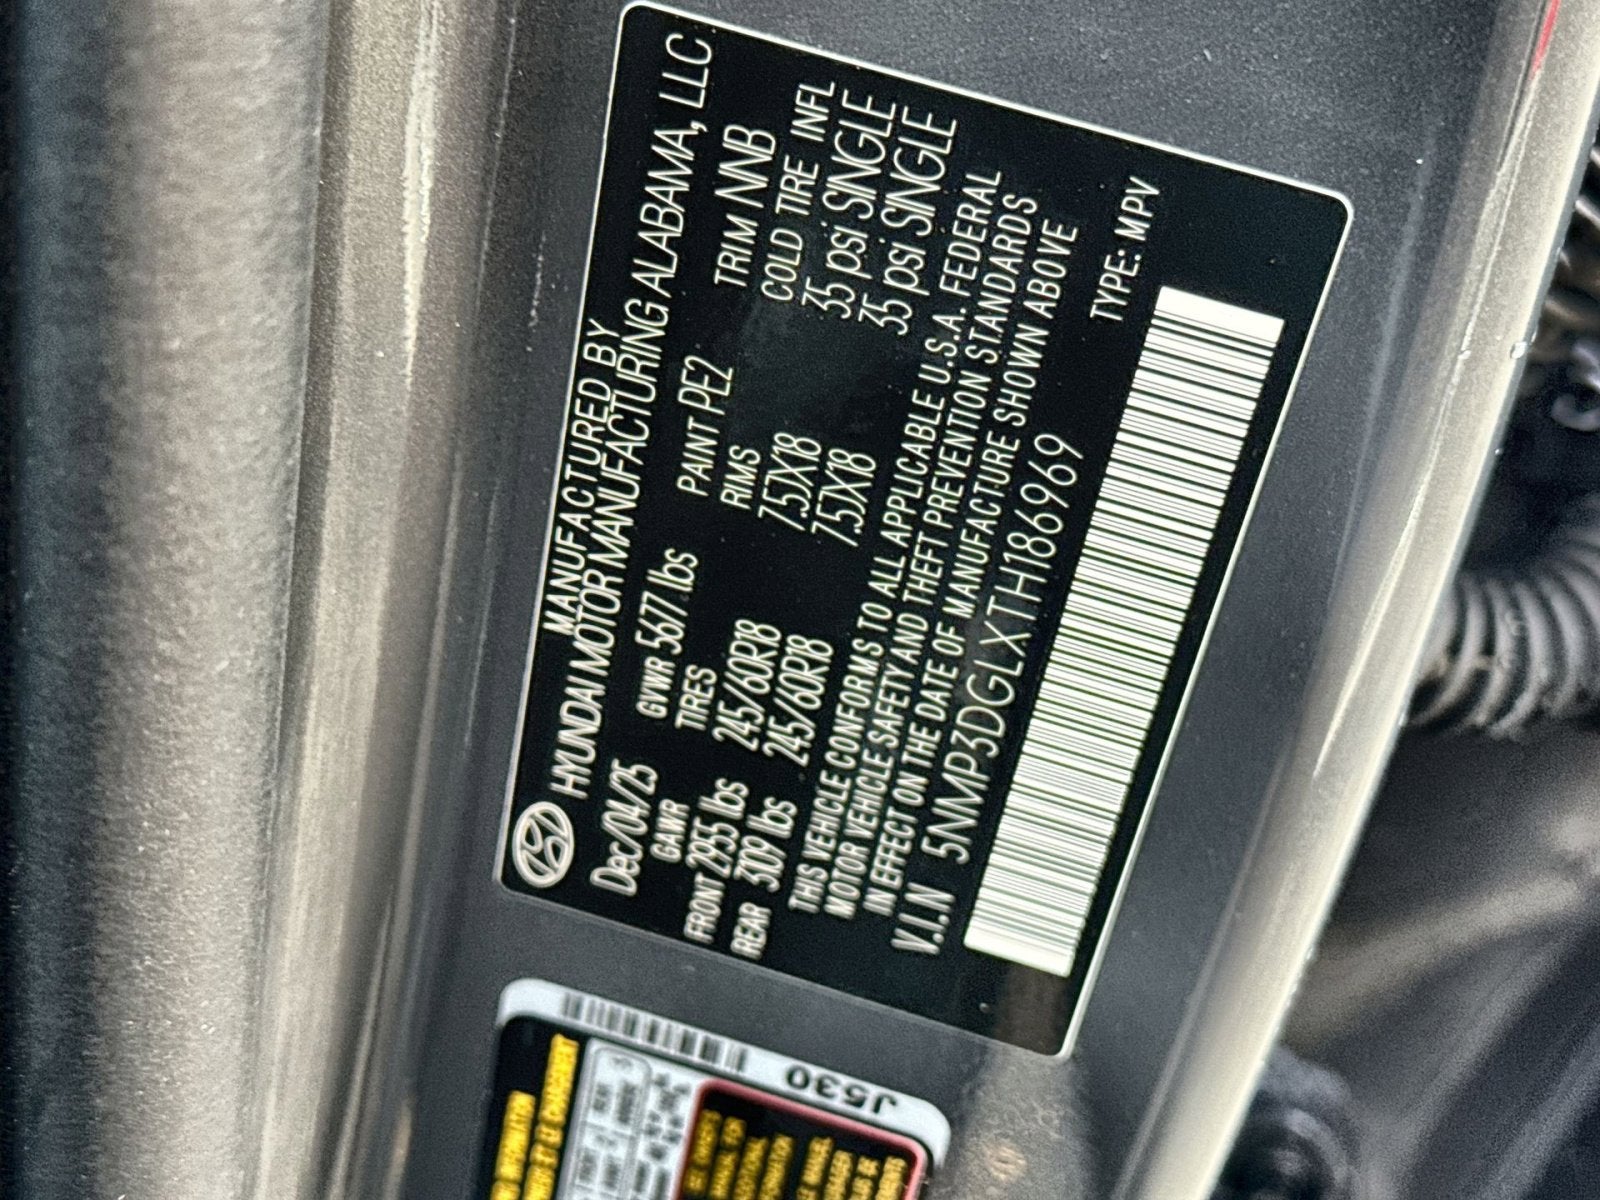 MANUFACTURED BY
HYUNDAI MOTOR MANUFACTURING ALABAMA, LLC
Dec/04/25 GVWR 5677 lbs PAINT PE2 TRIM NNB
GAWR TIRES RIMS COLD TIRE INFL
FRONT 2955 lbs 245/60R18 7.5JX18 35 psi SINGLE
REAR 3109 lbs 245/60R18 7.5JX18 35 psi SINGLE
THIS VEHICLE CONFORMS TO ALL APPLICABLE U.S.A. FEDERAL
MOTOR VEHICLE SAFETY AND THEFT PREVENTION STANDARDS
IN EFFECT ON THE DATE OF MANUFACTURE SHOWN ABOVE
V.I.N 5NMP3DGLXTH186969 TYPE: MPV
J530